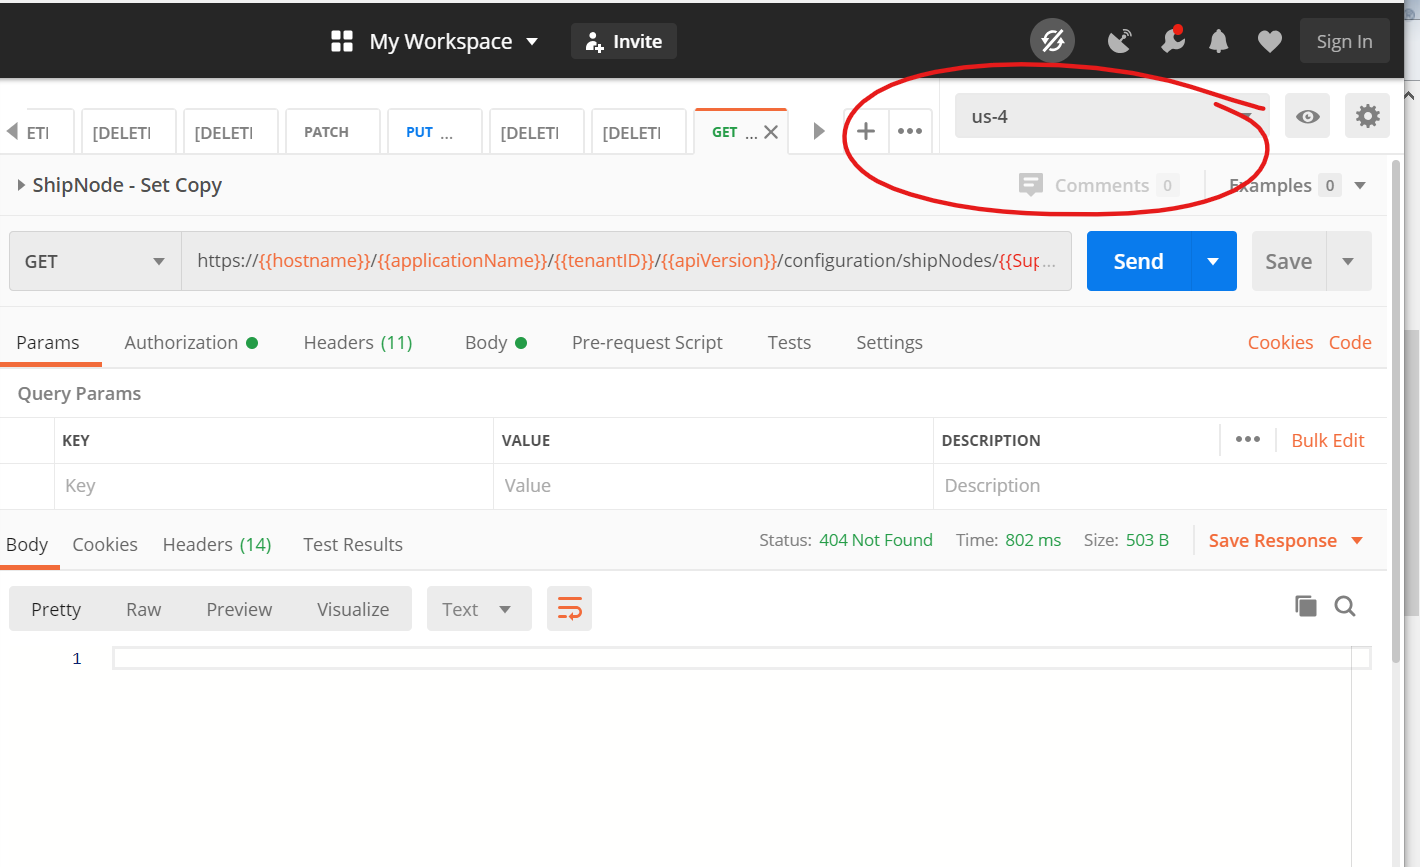 My Workspace Invite Sign In
ETI [DELETI [DELETI PATCH PUT ... [DELETI [DELETI GET ... us-4
ShipNode - Set Copy Comments 0 Examples 0
GET https://{{hostname}}/{{applicationName}}/{{tenantID}}/{{apiVersion}}/configuration/shipNodes/{{Sup... Send Save
Params Authorization Headers (11) Body Pre-request Script Tests Settings Cookies Code
Query Params
KEY VALUE DESCRIPTION Bulk Edit
Key Value Description
Body Cookies Headers (14) Test Results Status: 404 Not Found Time: 802 ms Size: 503 B Save Response
Pretty Raw Preview Visualize Text
1